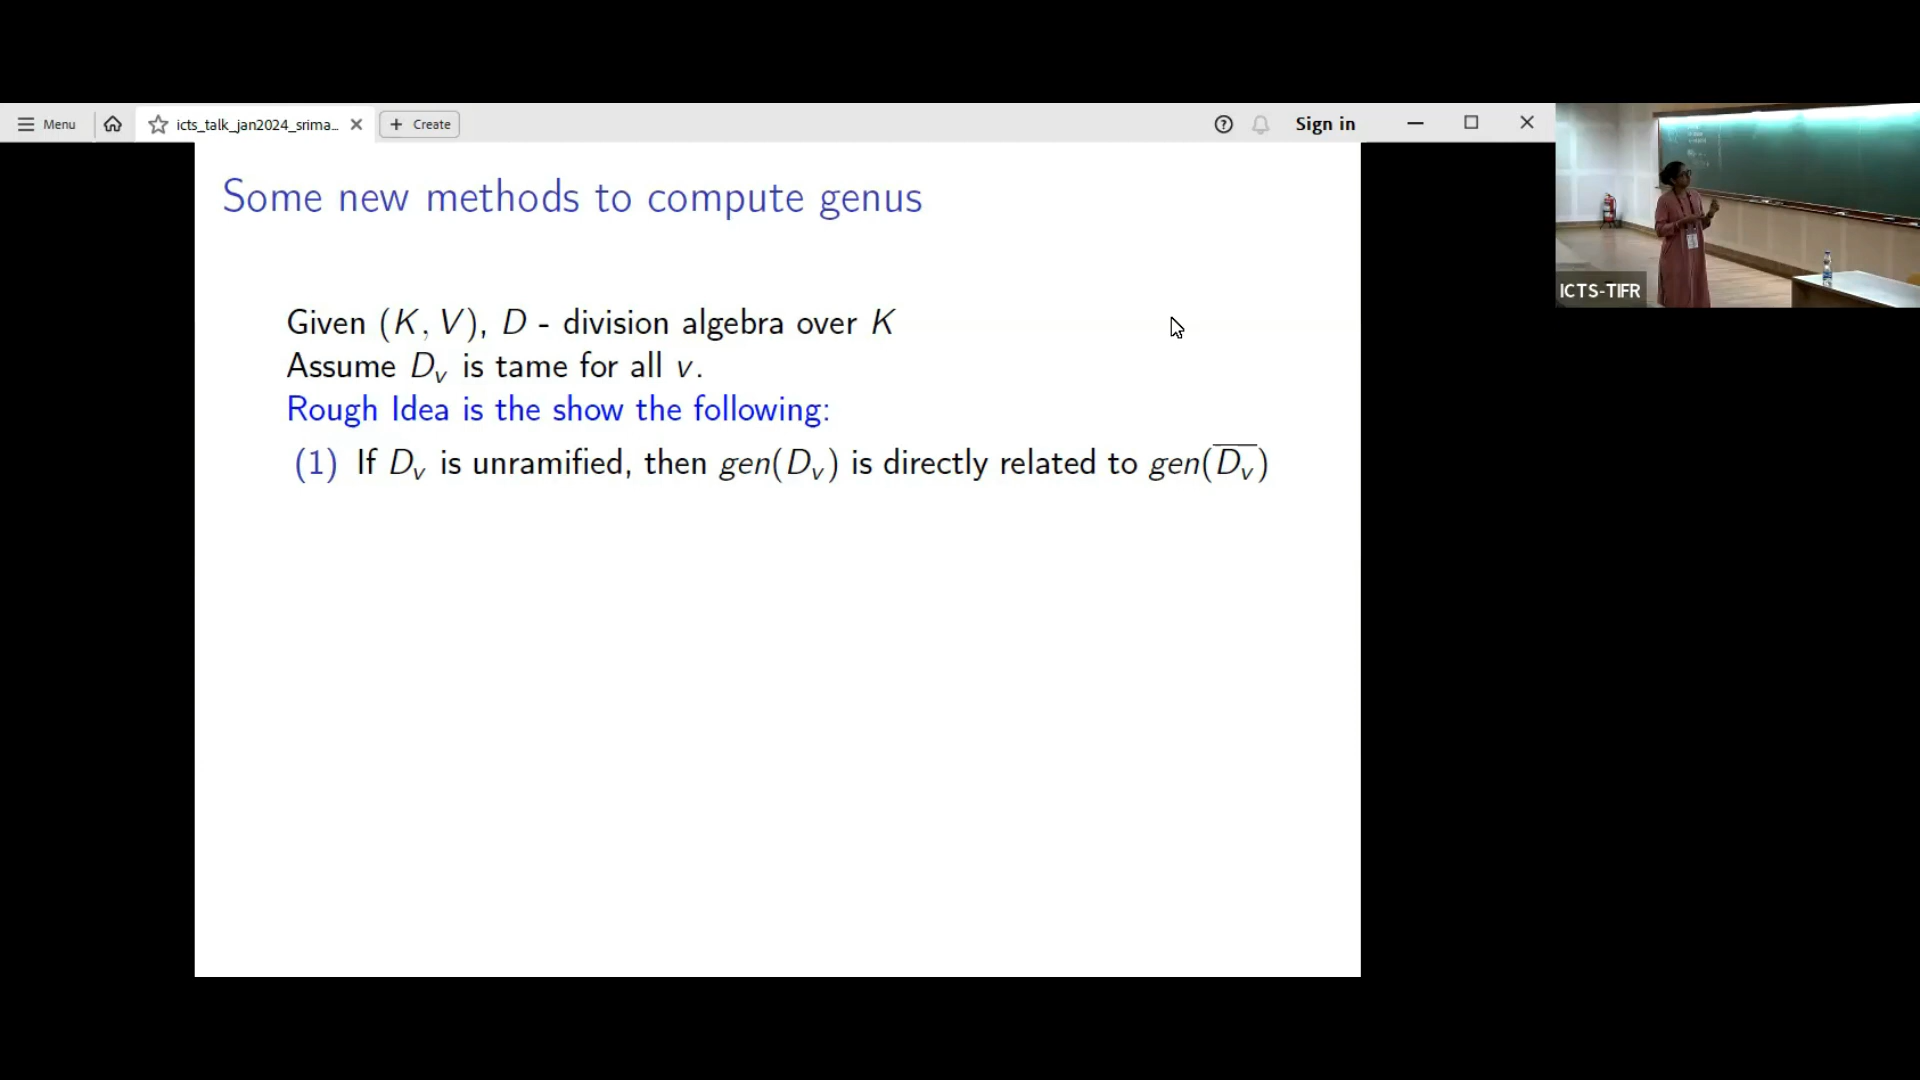 Menu
icts_talk_jan2024_srima...
Create
Sign in
Some new methods to compute genus
Given (K, V), D - division algebra over K
Assume D_v is tame for all v.
Rough Idea is the show the following:
(1) If D_v is unramified, then gen(D_v) is directly related to gen(\overline{D_v})
ICTS-TIFR